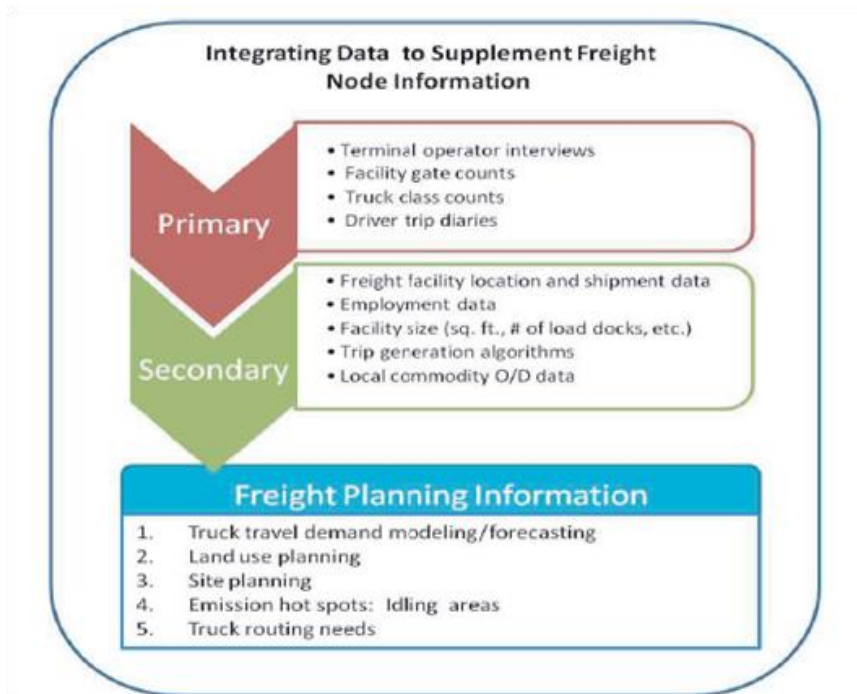 Integrating Data to Supplement Freight
Node Information
Primary
• Terminal operator interviews
• Facility gate counts
• Truck class counts
• Driver trip diaries
Secondary
• Freight facility location and shipment data
• Employment data
• Facility size (sq. ft., # of load docks, etc.)
• Trip generation algorithms
• Local commodity O/D data
Freight Planning Information
1. Truck travel demand modeling/forecasting
2. Land use planning
3. Site planning
4. Emission hot spots: Idling areas
5. Truck routing needs